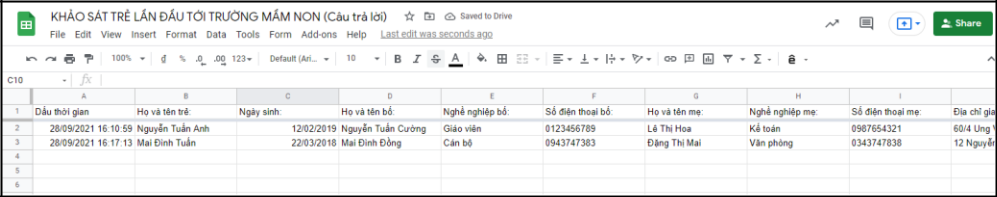 KHẢO SÁT TRẺ LẦN ĐẦU TỚI TRƯỜNG MẦM NON (Câu trả lời) Saved to Drive
File Edit View Insert Format Data Tools Form Add-ons Help Last edit was seconds ago
Share
100% đ % .0 .00 123 Default (Ari... 10 B I S A
C10 fx
A B C D E F G H I
1 Dấu thời gian Họ và tên trẻ: Ngày sinh: Họ và tên bố: Nghề nghiệp bố: Số điện thoại bố: Họ và tên mẹ: Nghề nghiệp mẹ: Số điện thoại mẹ: Địa chỉ gia
2 28/09/2021 16:10:59 Nguyễn Tuấn Anh 12/02/2019 Nguyễn Tuấn Cường Giáo viên 0123456789 Lê Thị Hoa Kế toán 0987654321 60/4 Ung V
3 28/09/2021 16:17:13 Mai Đình Tuấn 22/03/2018 Mai Đình Đồng Cán bộ 0943747383 Đặng Thị Mai Văn phòng 0343747838 12 Nguyễn
4
5
6